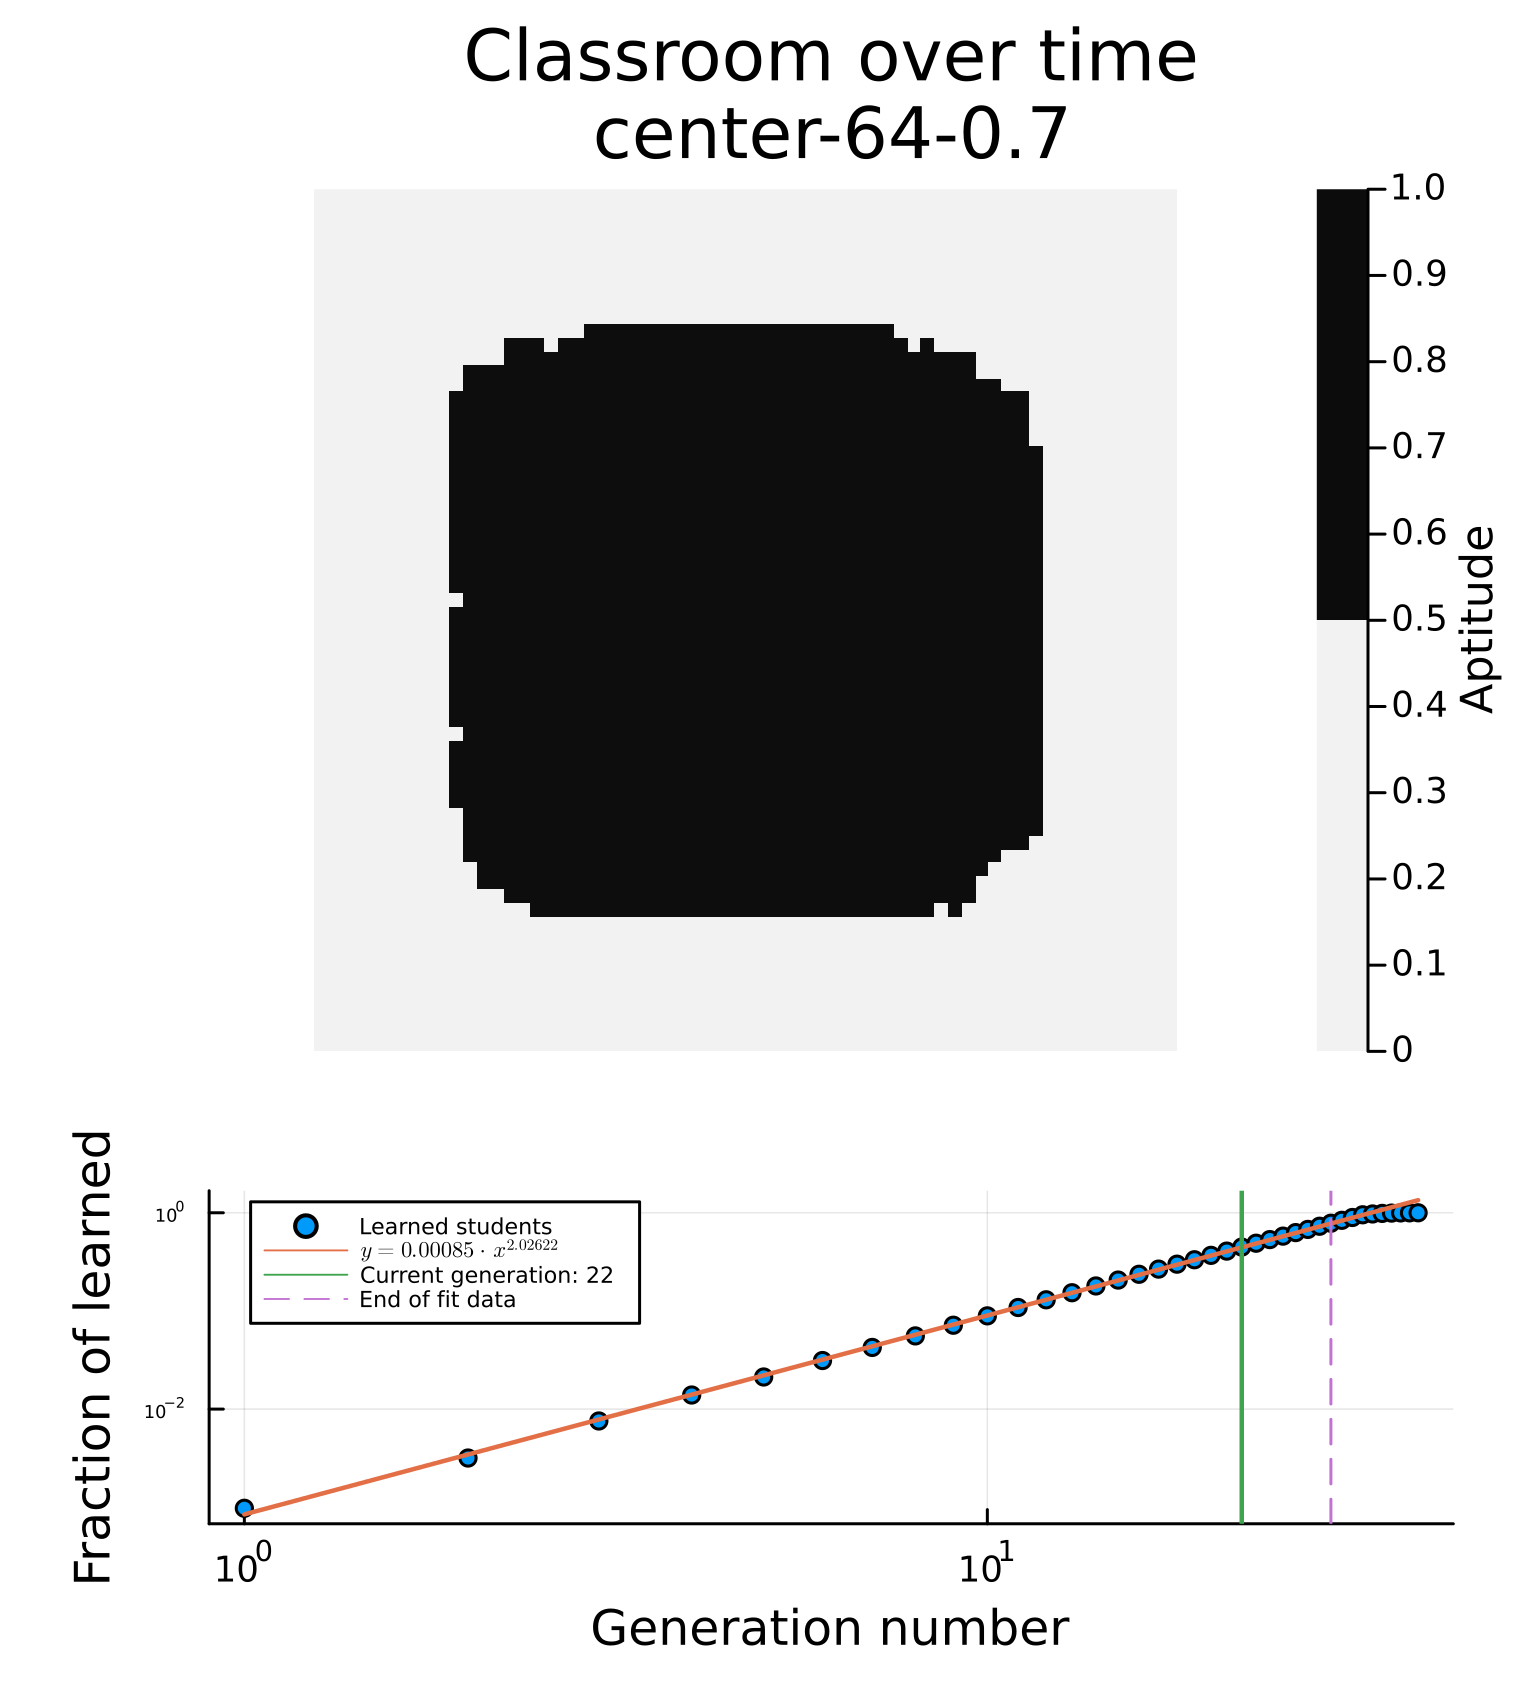 Classroom over time
center-64-0.7
1.0
0.9
0.8
0.7
0.6
0.5
0.4
0.3
0.2
0.1
0
Aptitude
Fraction of learned
10⁰
10⁻²
Learned students
y = 0.00085 · x^2.02622
Current generation: 22
End of fit data
10⁰
10¹
Generation number